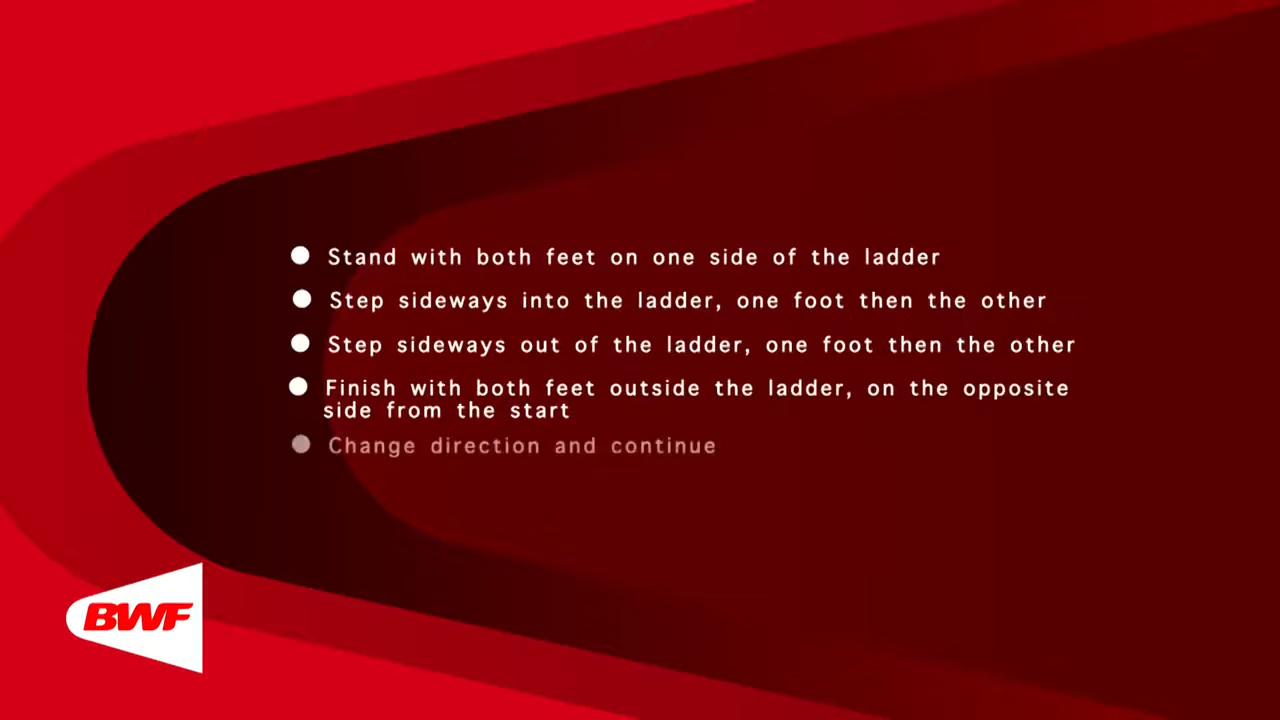 Stand with both feet on one side of the ladder
Step sideways into the ladder, one foot then the other
Step sideways out of the ladder, one foot then the other
Finish with both feet outside the ladder, on the opposite
side from the start
Change direction and continue
BWF